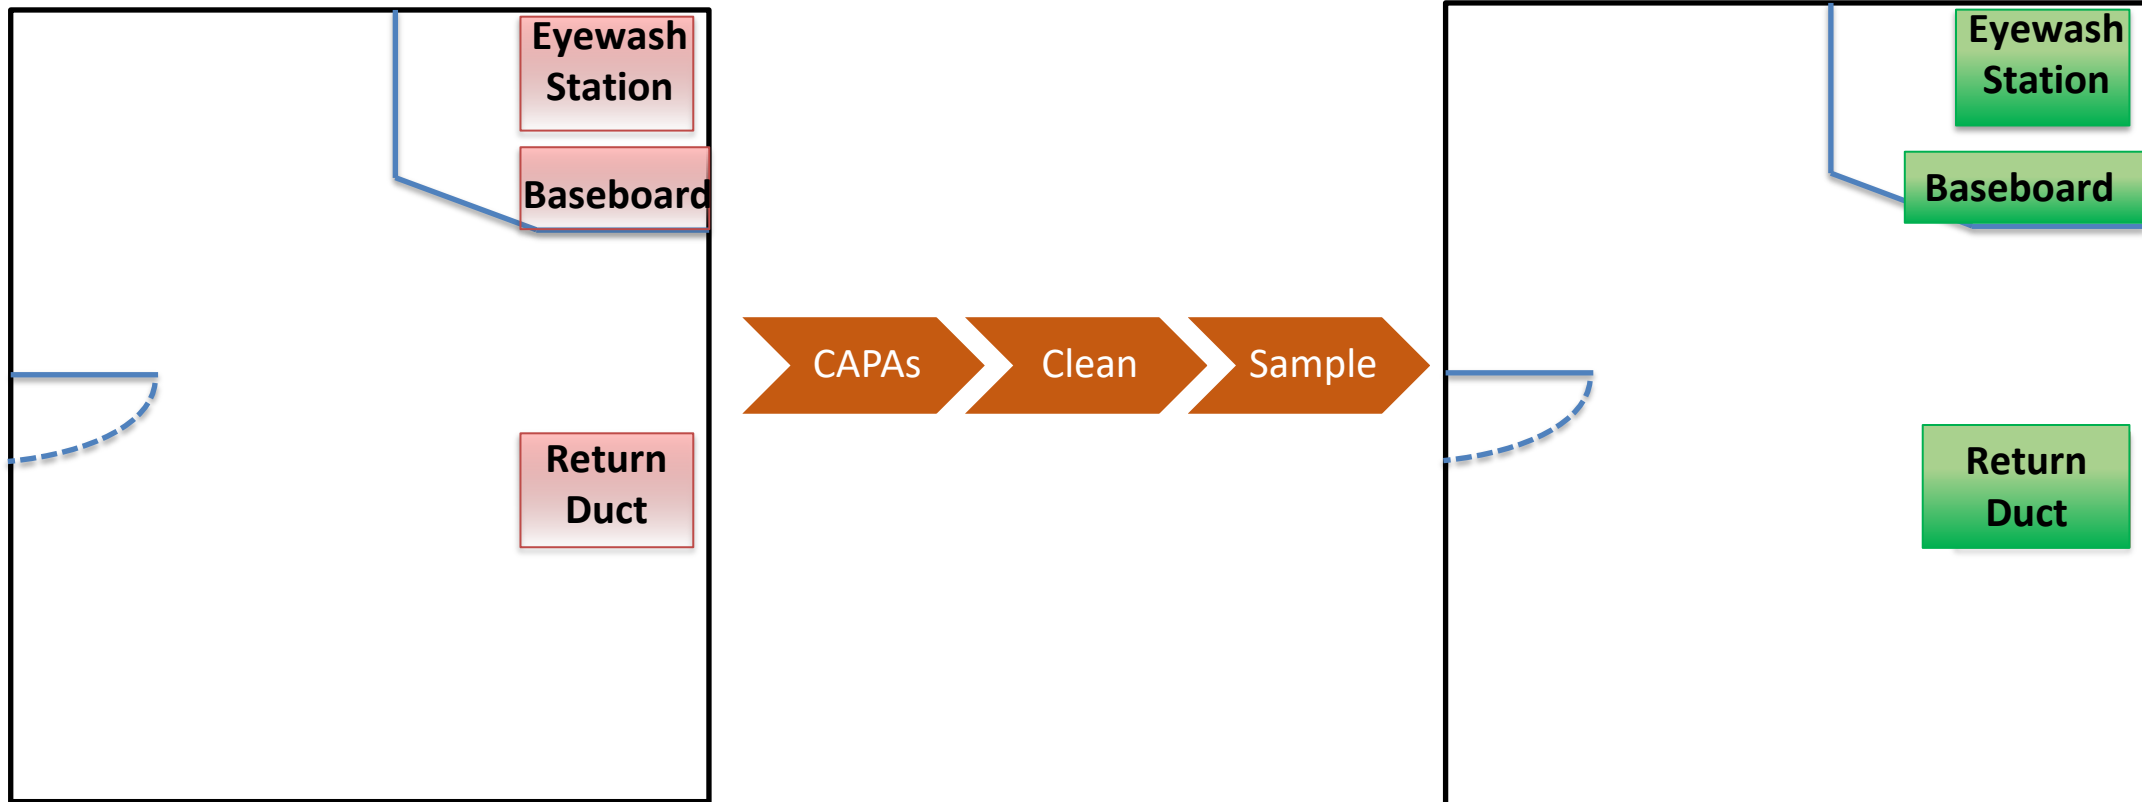 Eyewash
Station
Baseboard
Return
Duct
CAPAs
Clean
Sample
Eyewash
Station
Baseboard
Return
Duct